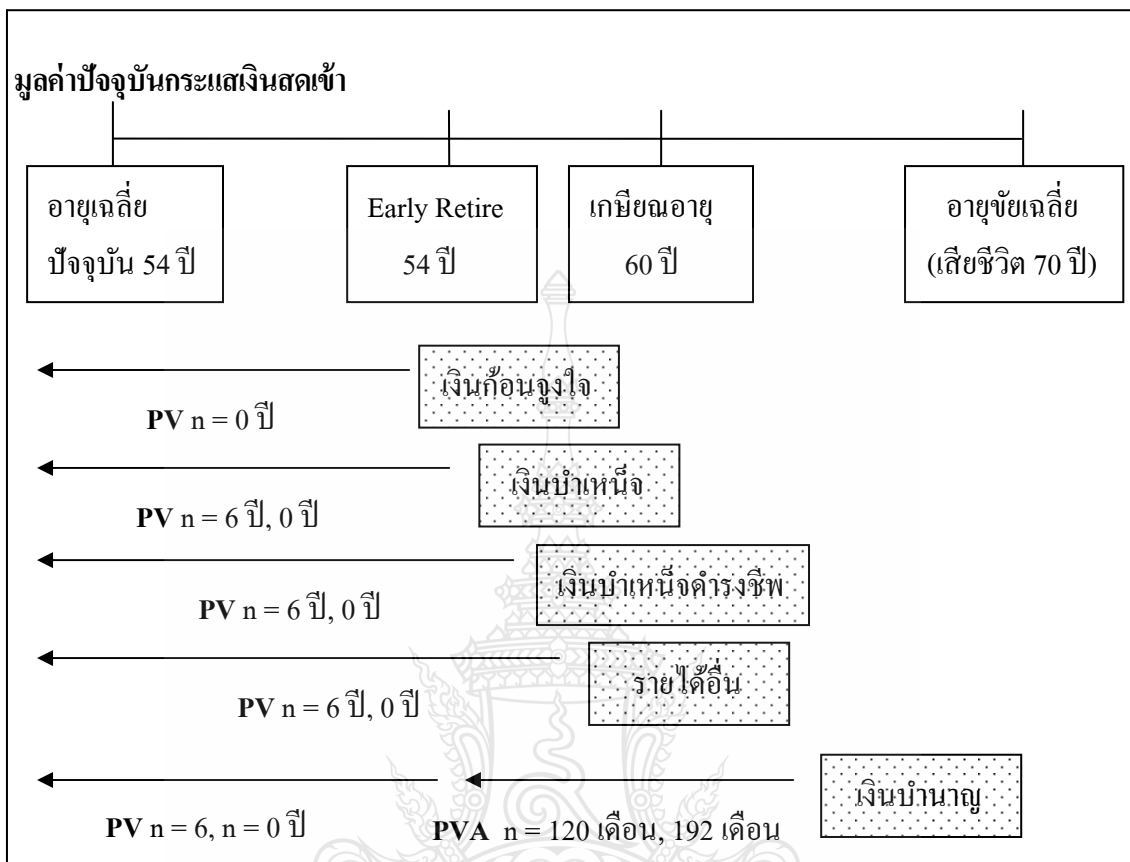 มูลค่าปัจจุบันกระแสเงินสดเข้า
อายุเฉลี่ย
ปัจจุบัน 54 ปี
Early Retire
54 ปี
เกษียณอายุ
60 ปี
อายุขัยเฉลี่ย
(เสียชีวิต 70 ปี)
เงินก้อนจูงใจ
PV n = 0 ปี
เงินบำเหน็จ
PV n = 6 ปี, 0 ปี
เงินบำเหน็จดำรงชีพ
PV n = 6 ปี, 0 ปี
รายได้อื่น
PV n = 6 ปี, 0 ปี
เงินบำนาญ
PV n = 6, n = 0 ปี
PVA n = 120 เดือน, 192 เดือน